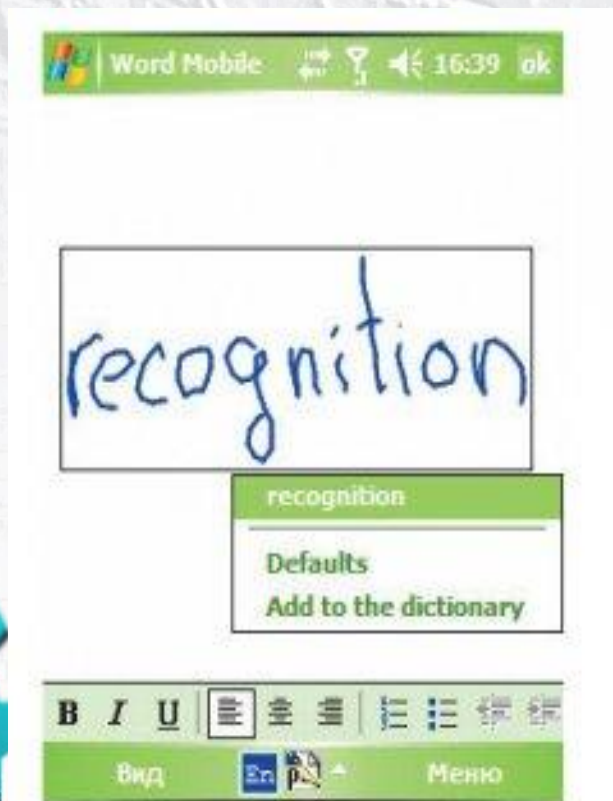 Word Mobile 16:39 ok
recognition
recognition
Defaults
Add to the dictionary
B I U
Вид En Меню